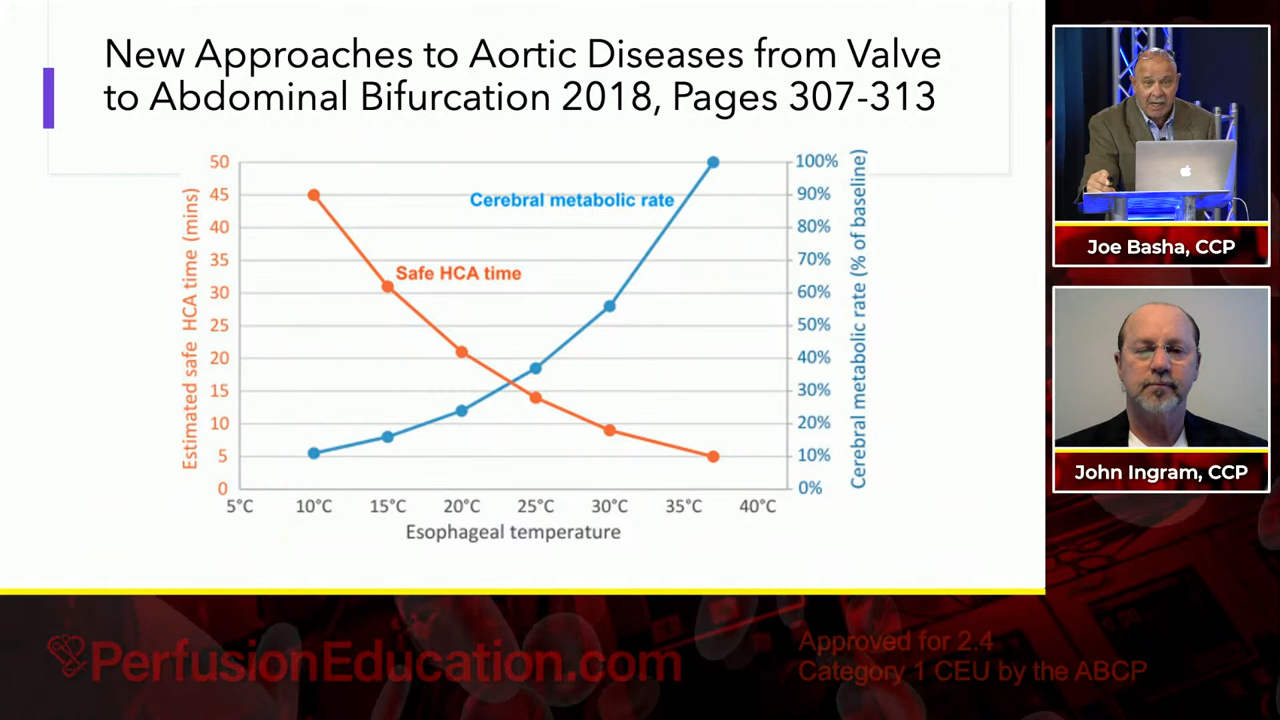 New Approaches to Aortic Diseases from Valve
to Abdominal Bifurcation 2018, Pages 307-313
Estimated safe HCA time (mins)
50
45
40
35
30
25
20
15
10
5
0
Cerebral metabolic rate
Safe HCA time
100%
90%
80%
70%
60%
50%
40%
30%
20%
10%
0%
Cerebral metabolic rate (% of baseline)
5°C 10°C 15°C 20°C 25°C 30°C 35°C 40°C
Esophageal temperature
Joe Basha, CCP
John Ingram, CCP
PerfusionEducation.com
Approved for 2.4
Category 1 CEU by the ABCP